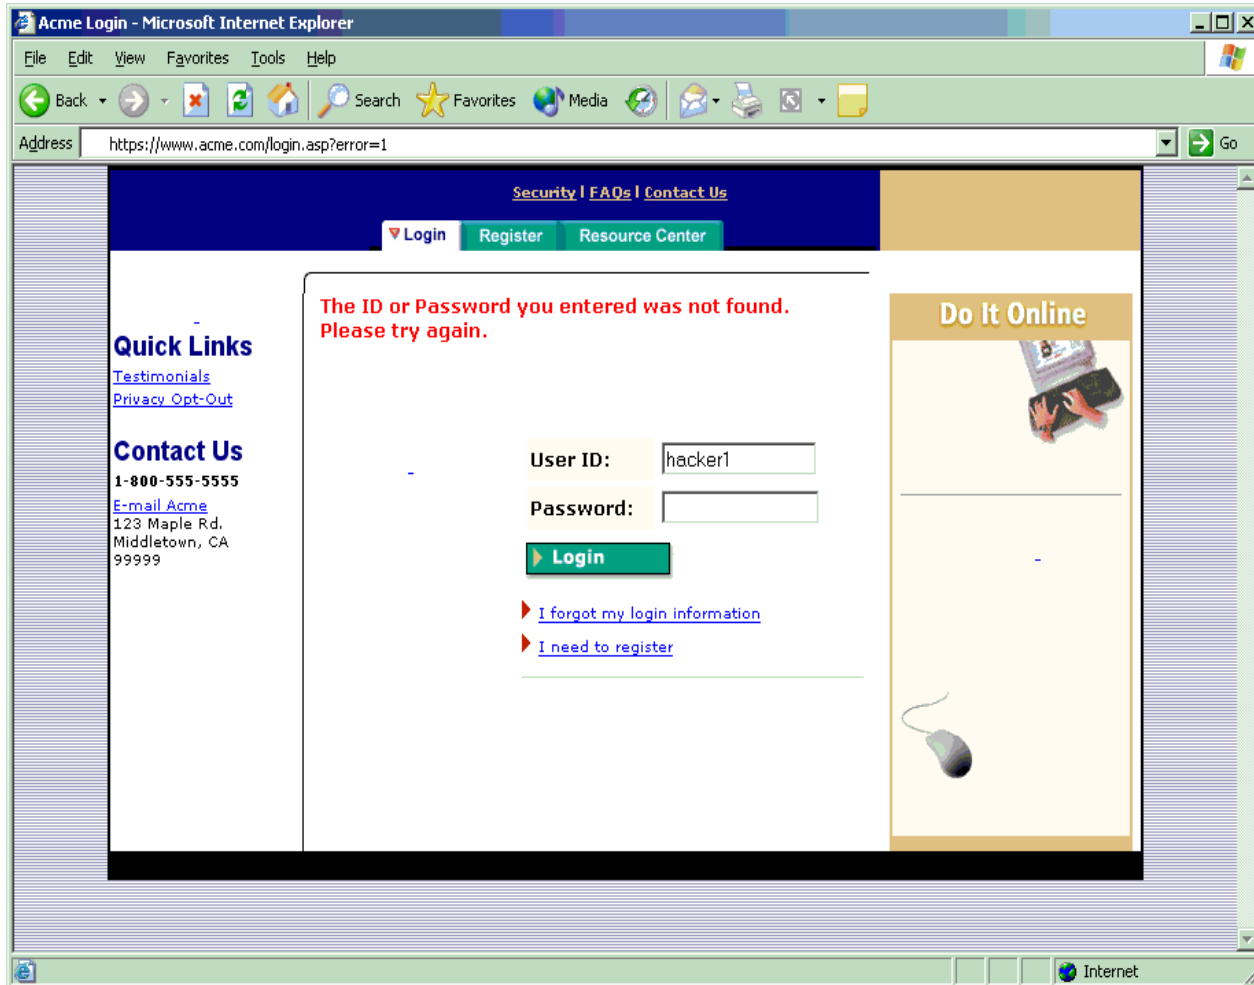 Acme Login - Microsoft Internet Explorer
File Edit View Favorites Tools Help
Back Search Favorites Media
Address https://www.acme.com/login.asp?error=1 Go
Security | FAQs | Contact Us
Login Register Resource Center
The ID or Password you entered was not found.
Please try again.
Do It Online
Quick Links
Testimonials
Privacy Opt-Out
Contact Us
1-800-555-5555
E-mail Acme
123 Maple Rd.
Middletown, CA
99999
User ID: hacker1
Password:
Login
I forgot my login information
I need to register
Internet